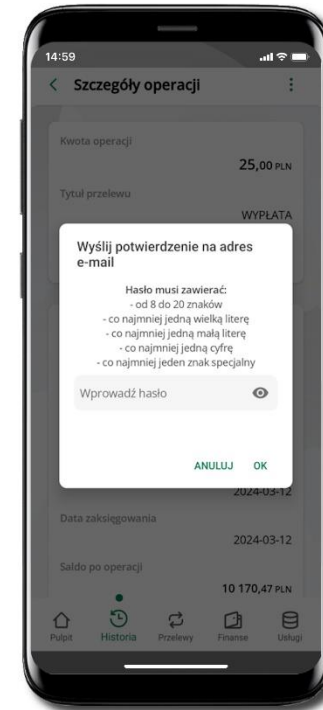 14:59
Szczegóły operacji
Kwota operacji
25,00 PLN
Tytuł przelewu
WYPŁATA
Wyślij potwierdzenie na adres
e-mail
Hasło musi zawierać:
- od 8 do 20 znaków
- co najmniej jedną wielką literę
- co najmniej jedną małą literę
- co najmniej jedną cyfrę
- co najmniej jeden znak specjalny
Wprowadź hasło
ANULUJ OK
2024-03-12
Data zaksięgowania
2024-03-12
Saldo po operacji
10 170,47 PLN
Pulpit Historia Przelewy Finanse Usługi